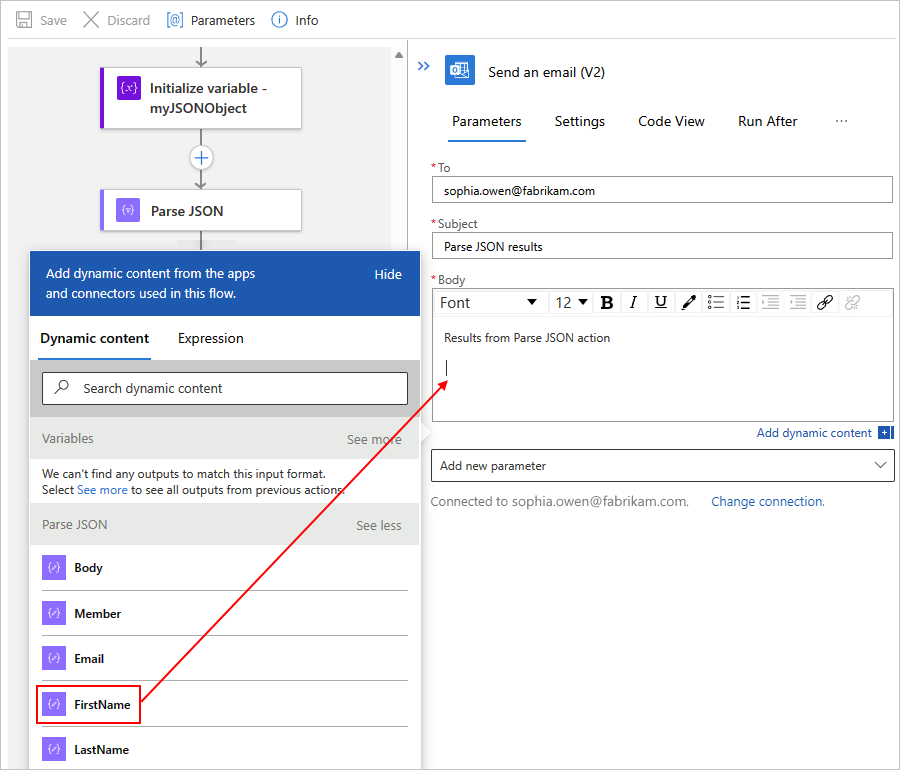 Save Discard Parameters Info
Initialize variable -
myJSONObject
Parse JSON
Add dynamic content from the apps
and connectors used in this flow.
Hide
Dynamic content Expression
Search dynamic content
Variables See more
We can't find any outputs to match this input format.
Select See more to see all outputs from previous actions.
Parse JSON See less
Body
Member
Email
FirstName
LastName
Send an email (V2)
Parameters Settings Code View Run After ...
*To
sophia.owen@fabrikam.com
*Subject
Parse JSON results
*Body
Font 12 B I U
Results from Parse JSON action
Add dynamic content
Add new parameter
Connected to sophia.owen@fabrikam.com. Change connection.